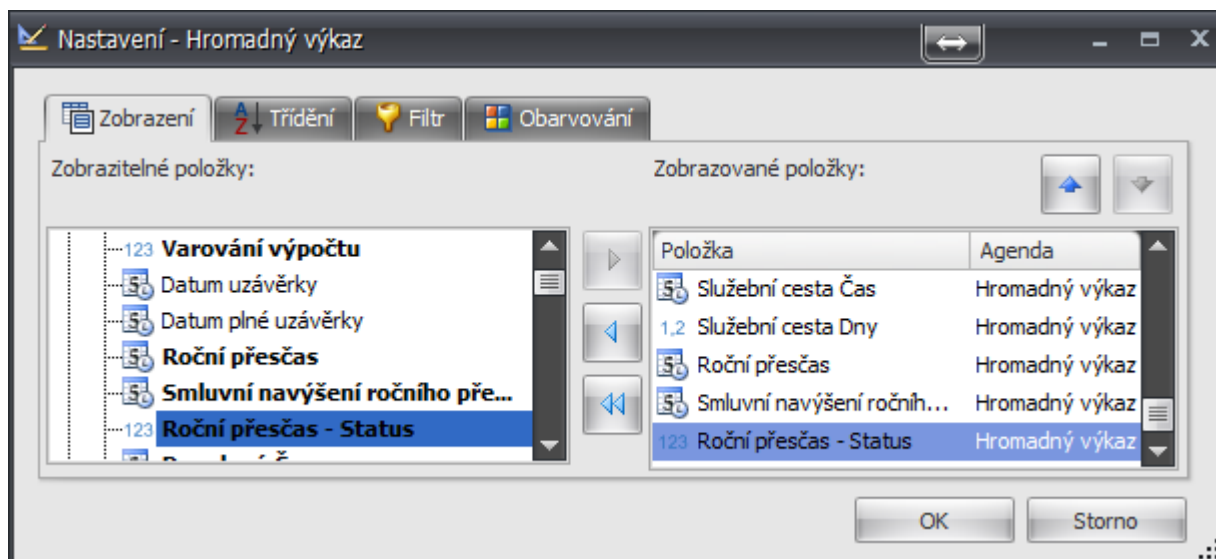 Nastavení - Hromadný výkaz
Zobrazení
Třídění
Filtr
Obarvování
Zobrazitelné položky:
Zobrazované položky:
123 Varování výpočtu
Datum uzávěrky
Datum plné uzávěrky
Roční přesčas
Smluvní navýšení ročního pře...
123 Roční přesčas - Status
Položka Agenda
Služební cesta Čas Hromadný výkaz
1,2 Služební cesta Dny Hromadný výkaz
Roční přesčas Hromadný výkaz
Smluvní navýšení ročníh... Hromadný výkaz
123 Roční přesčas - Status Hromadný výkaz
OK
Storno